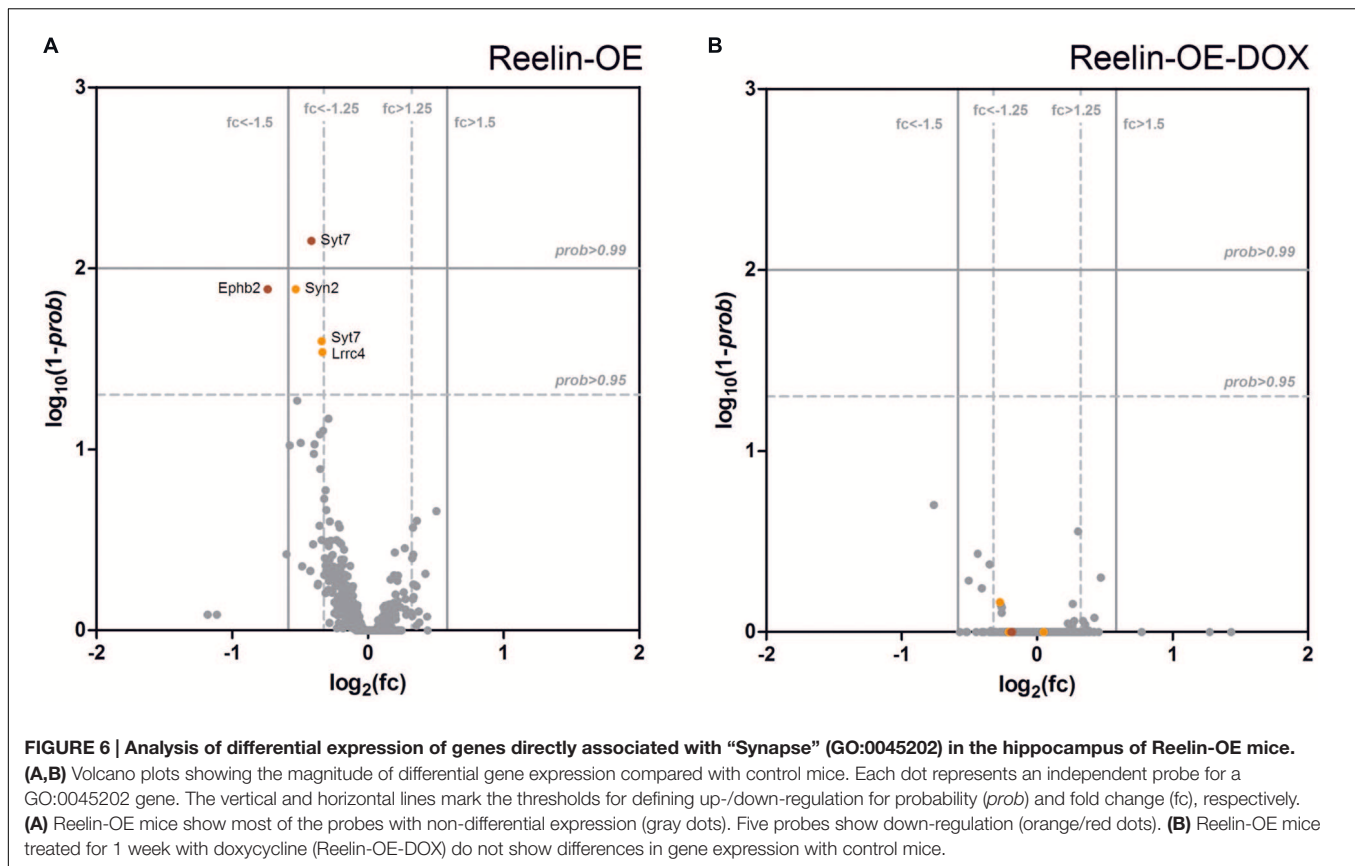 A
Reelin-OE
3
fc<-1.5
fc<-1.25
fc>1.25
fc>1.5
Syt7
prob>0.99
2
Ephb2
Syn2
Syt7
Lrrc4
prob>0.95
1
0
log10(1-prob)
-2
-1
0
1
2
log2(fc)
B
Reelin-OE-DOX
3
fc<-1.5
fc<-1.25
fc>1.25
fc>1.5
prob>0.99
2
prob>0.95
1
0
log10(1-prob)
-2
-1
0
1
2
log2(fc)
FIGURE 6 | Analysis of differential expression of genes directly associated with “Synapse” (GO:0045202) in the hippocampus of Reelin-OE mice.
(A,B) Volcano plots showing the magnitude of differential gene expression compared with control mice. Each dot represents an independent probe for a
GO:0045202 gene. The vertical and horizontal lines mark the thresholds for defining up-/down-regulation for probability (prob) and fold change (fc), respectively.
(A) Reelin-OE mice show most of the probes with non-differential expression (gray dots). Five probes show down-regulation (orange/red dots). (B) Reelin-OE mice
treated for 1 week with doxycycline (Reelin-OE-DOX) do not show differences in gene expression with control mice.